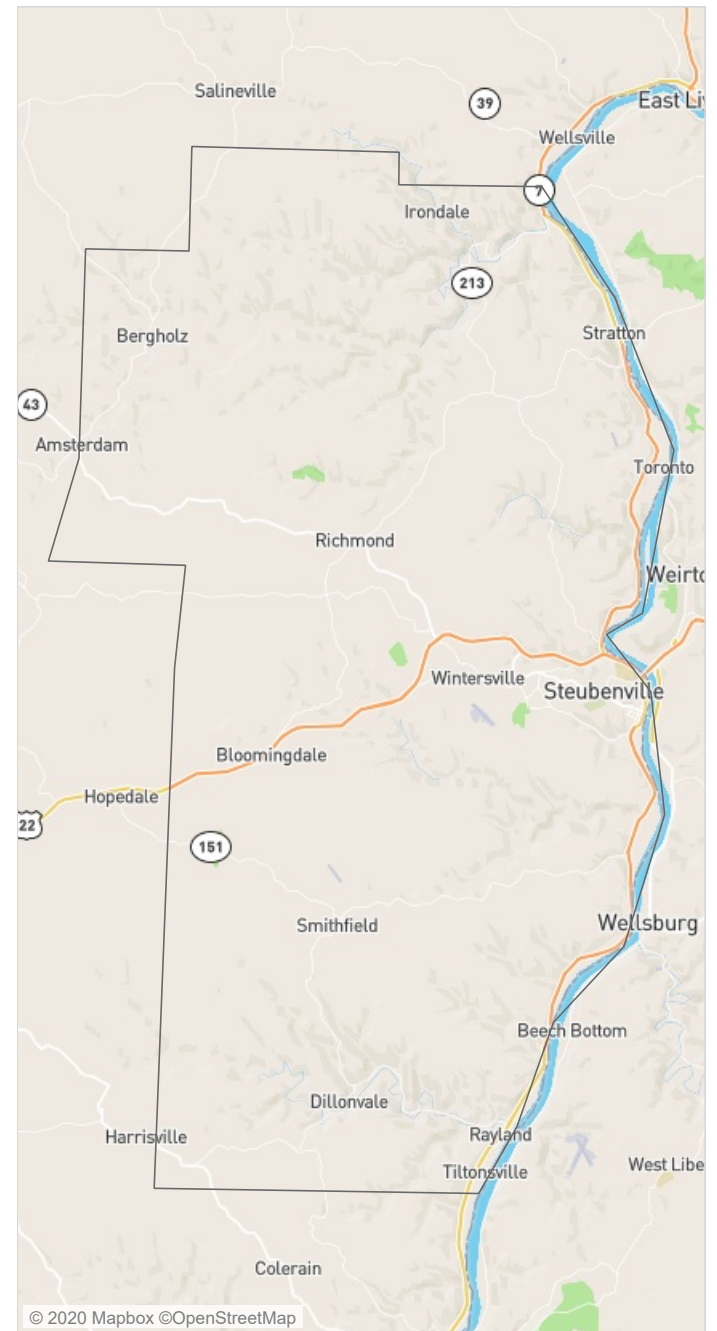 Salineville
39
East Li
Wellsville
7
Irondale
213
Stratton
Bergholz
43
Amsterdam
Toronto
Richmond
Weirto
Wintersville
Steubenville
Bloomingdale
Hopedale
22
151
Smithfield
Wellsburg
Beech Bottom
Dillonvale
Rayland
Harrisville
Tiltonsville
West Libe
Colerain
© 2020 Mapbox ©OpenStreetMap